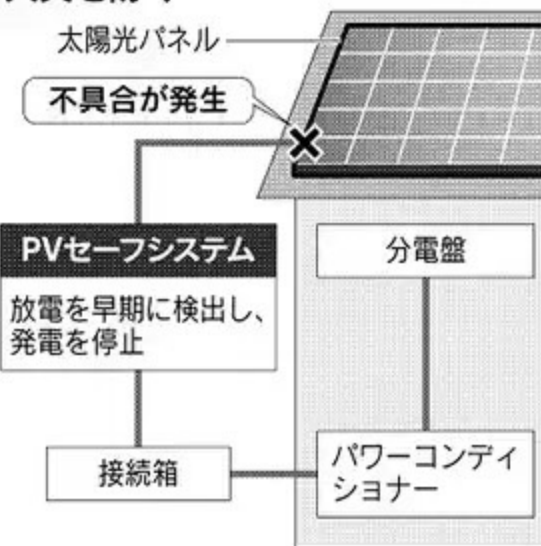 太陽光パネル
不具合が発生
PVセーフシステム
放電を早期に検出し、
発電を停止
分電盤
接続箱
パワーコンディ
ショナー